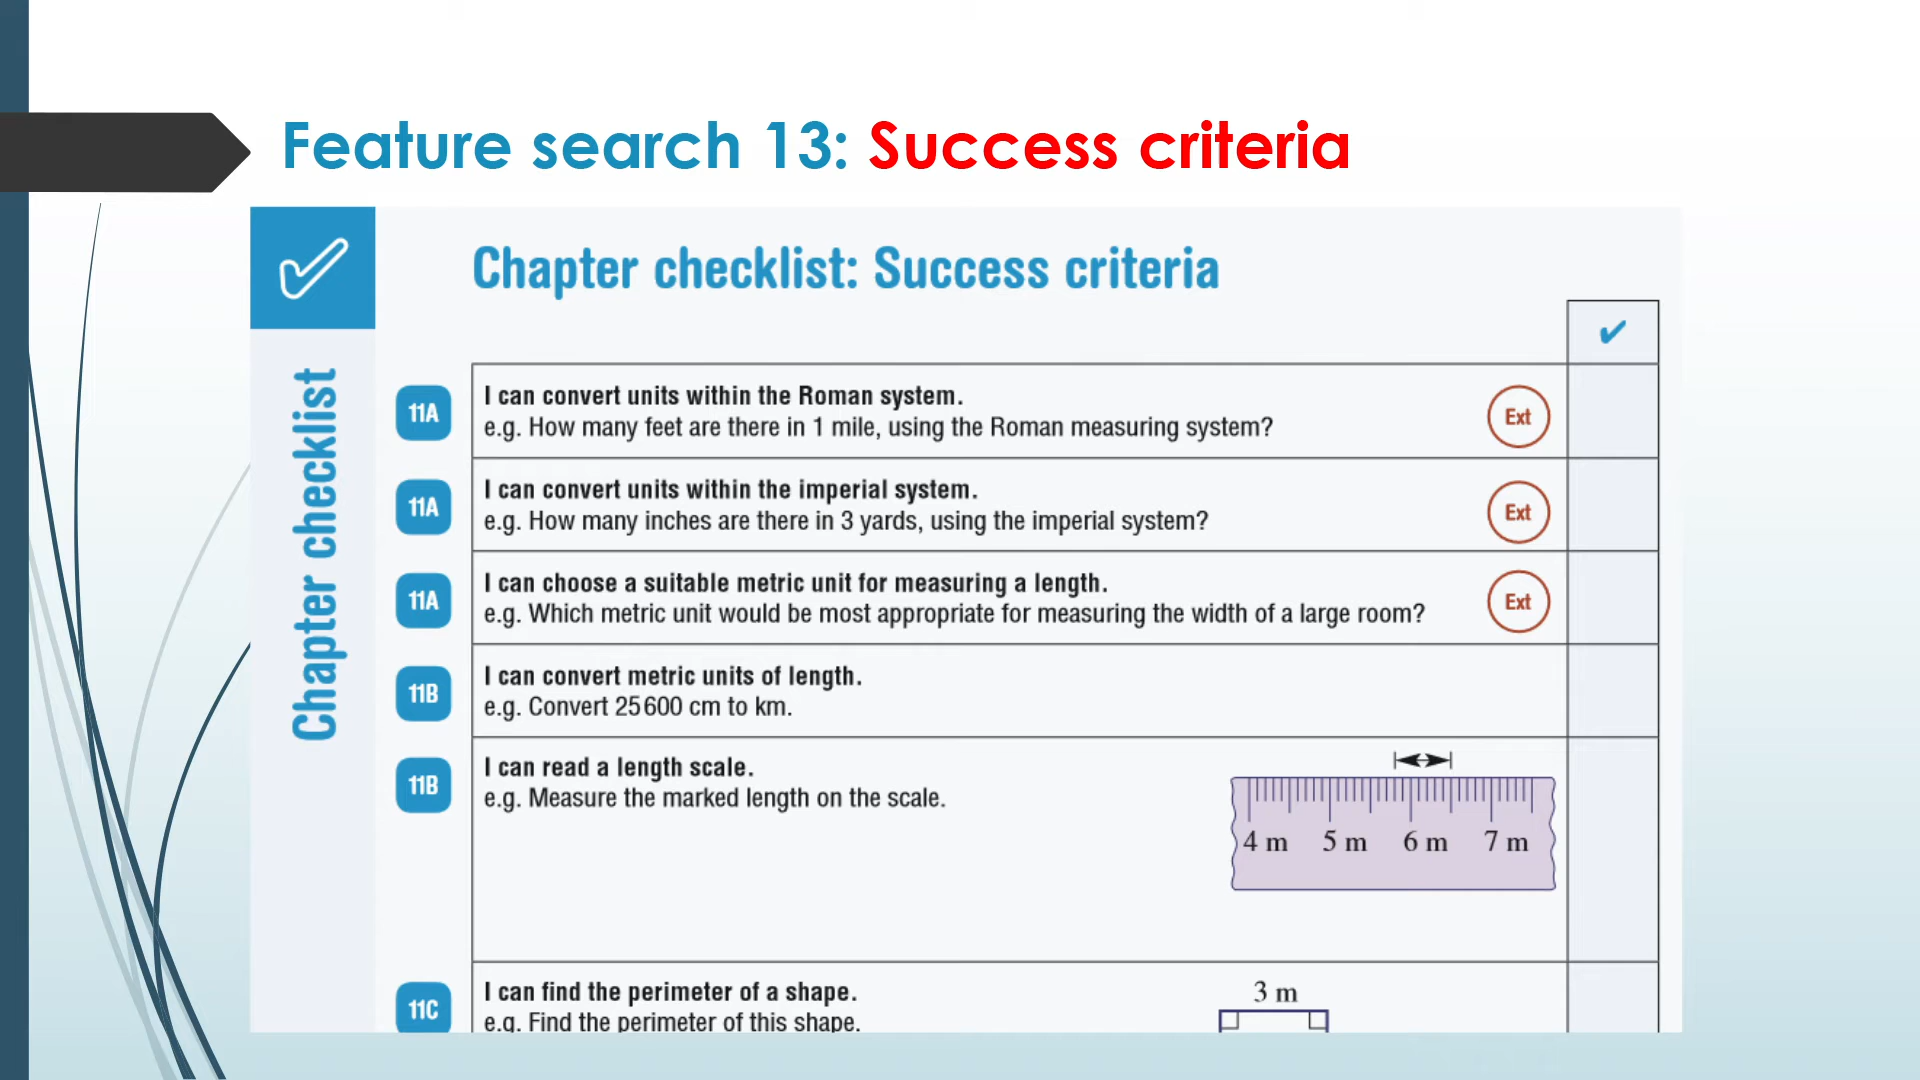 Feature search 13: Success criteria
Chapter checklist: Success criteria
✔
Chapter checklist
11A
I can convert units within the Roman system.
e.g. How many feet are there in 1 mile, using the Roman measuring system?
Ext
11A
I can convert units within the imperial system.
e.g. How many inches are there in 3 yards, using the imperial system?
Ext
11A
I can choose a suitable metric unit for measuring a length.
e.g. Which metric unit would be most appropriate for measuring the width of a large room?
Ext
11B
I can convert metric units of length.
e.g. Convert 25 600 cm to km.
11B
I can read a length scale.
e.g. Measure the marked length on the scale.
4 m 5 m 6 m 7 m
11C
I can find the perimeter of a shape.
e.g. Find the perimeter of this shape.
3 m